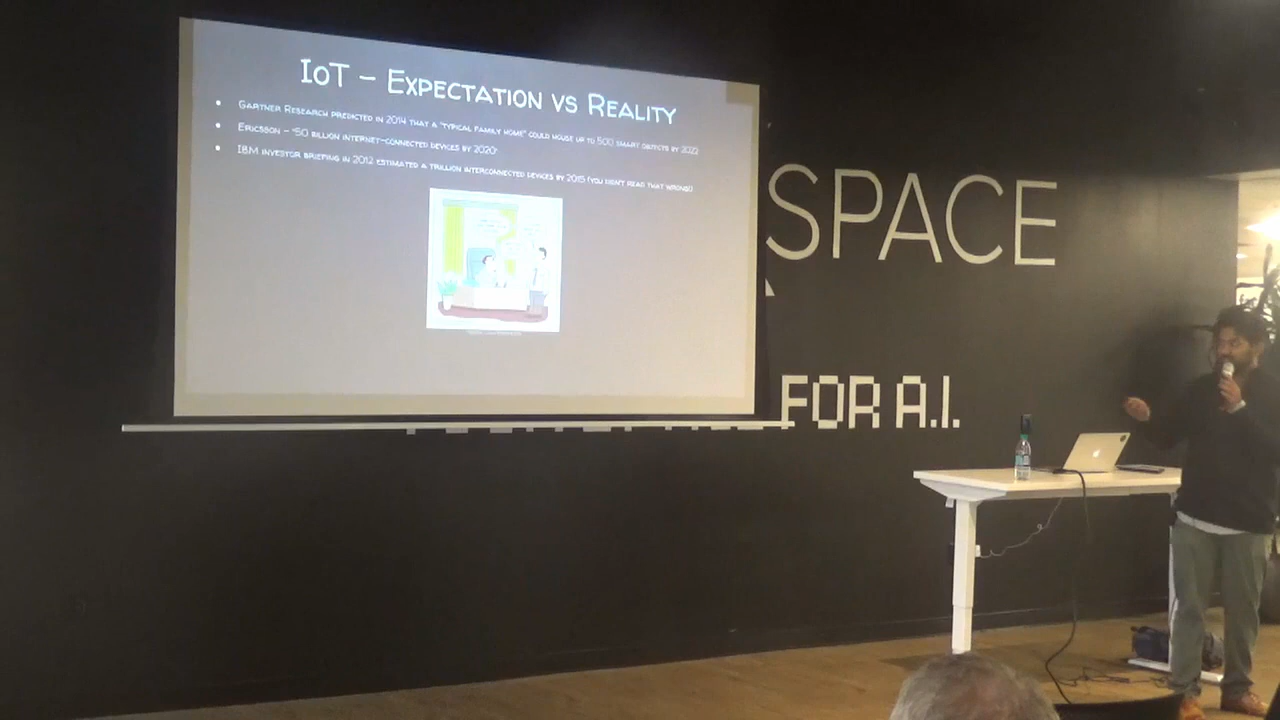 IoT – Expectation vs Reality
Gartner Research predicted in 2014 that a "typical family home" could house up to 500 smart objects by 2022
Ericsson – "50 billion internet-connected devices by 2020"
IBM investor briefing in 2012 estimated a trillion interconnected devices by 2015 (you didn't read that wrong!)
SPACE
FOR A.I.